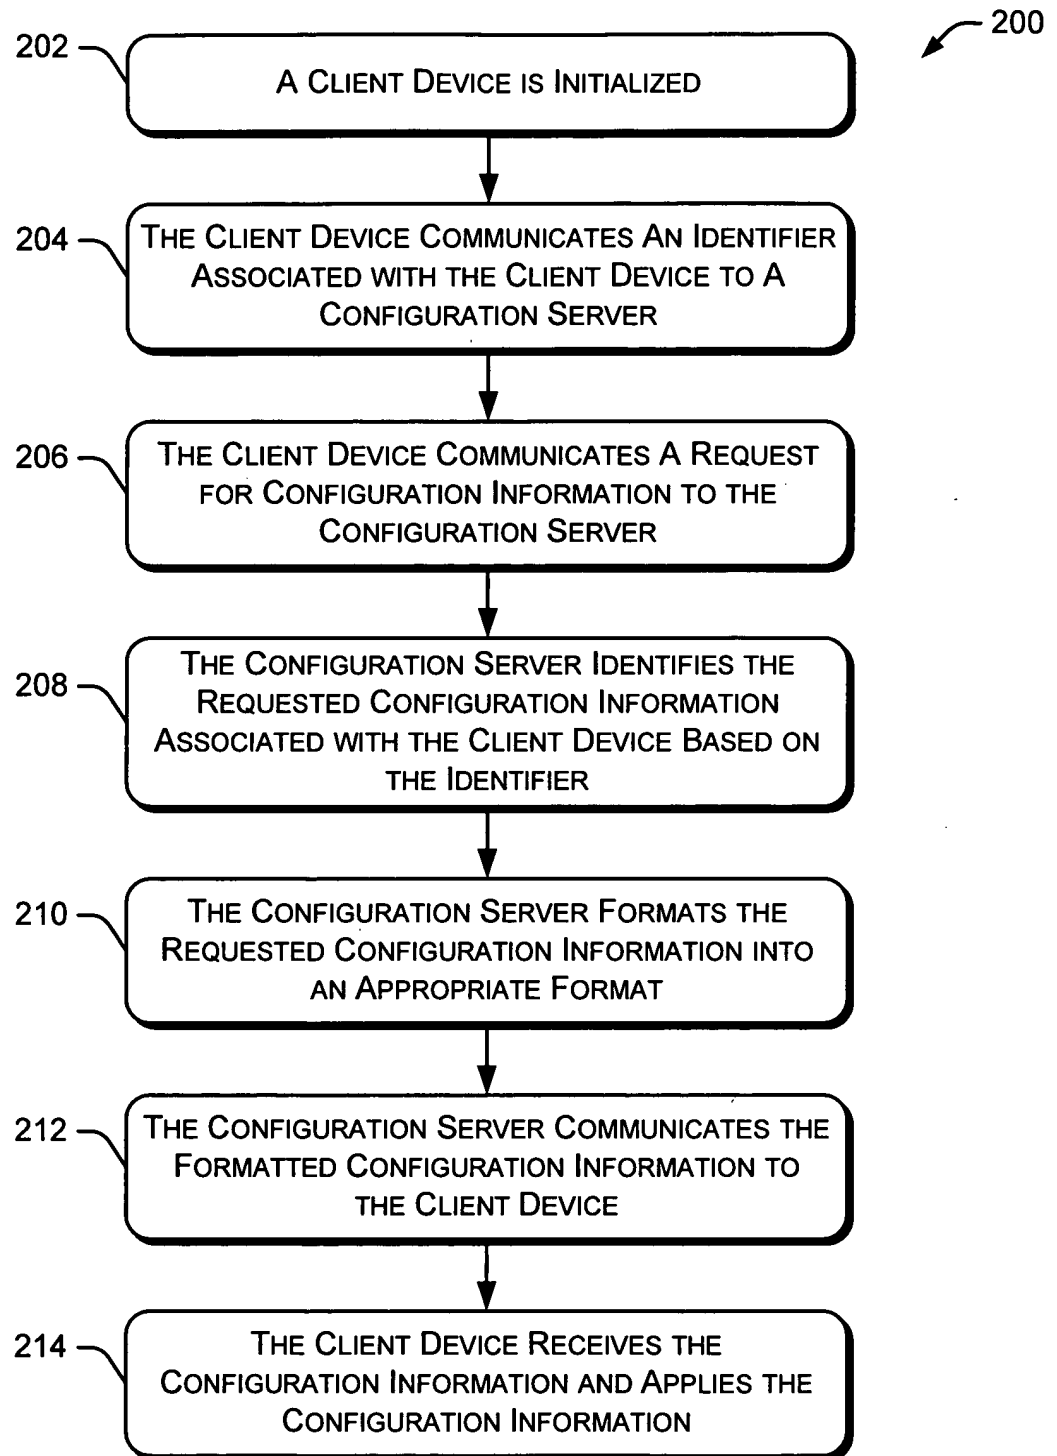 200
202
A CLIENT DEVICE IS INITIALIZED
204
THE CLIENT DEVICE COMMUNICATES AN IDENTIFIER
ASSOCIATED WITH THE CLIENT DEVICE TO A
CONFIGURATION SERVER
206
THE CLIENT DEVICE COMMUNICATES A REQUEST
FOR CONFIGURATION INFORMATION TO THE
CONFIGURATION SERVER
208
THE CONFIGURATION SERVER IDENTIFIES THE
REQUESTED CONFIGURATION INFORMATION
ASSOCIATED WITH THE CLIENT DEVICE BASED ON
THE IDENTIFIER
210
THE CONFIGURATION SERVER FORMATS THE
REQUESTED CONFIGURATION INFORMATION INTO
AN APPROPRIATE FORMAT
212
THE CONFIGURATION SERVER COMMUNICATES THE
FORMATTED CONFIGURATION INFORMATION TO
THE CLIENT DEVICE
214
THE CLIENT DEVICE RECEIVES THE
CONFIGURATION INFORMATION AND APPLIES THE
CONFIGURATION INFORMATION